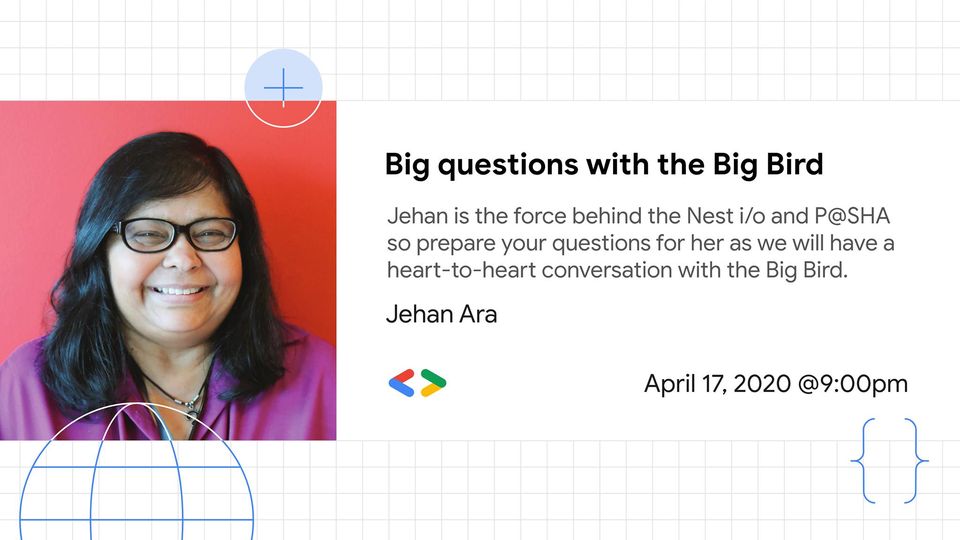 Big questions with the Big Bird
Jehan is the force behind the Nest i/o and P@SHA
so prepare your questions for her as we will have a
heart-to-heart conversation with the Big Bird.
Jehan Ara
April 17, 2020 @9:00pm